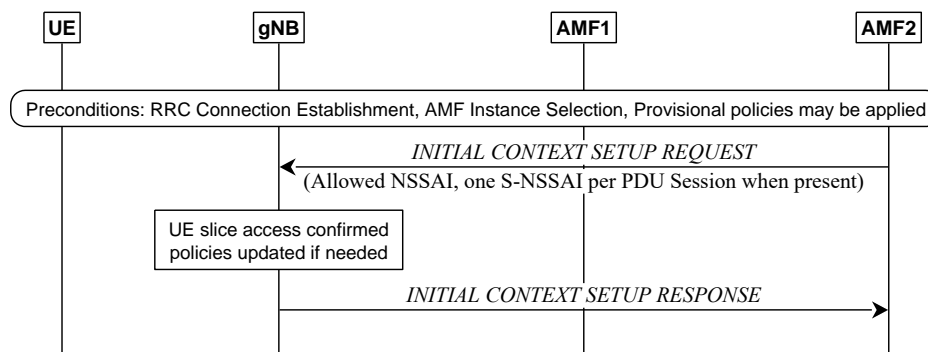 UE gNB AMF1 AMF2
Preconditions: RRC Connection Establishment, AMF Instance Selection, Provisional policies may be applied
INITIAL CONTEXT SETUP REQUEST
(Allowed NSSAI, one S-NSSAI per PDU Session when present)
UE slice access confirmed
policies updated if needed
INITIAL CONTEXT SETUP RESPONSE